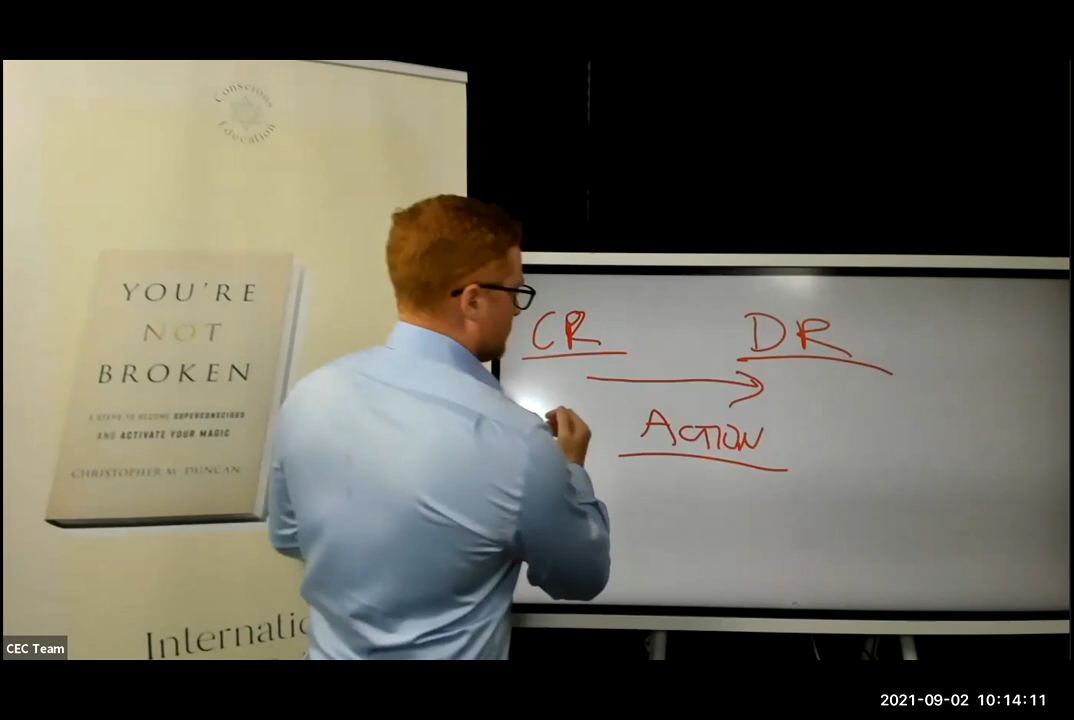 Conscious
Education
YOU'RE
NOT
BROKEN
4 STEPS TO BECOME SUPERCONSCIOUS
AND ACTIVATE YOUR MAGIC
CHRISTOPHER M DUNCAN
Internatio
CR
DR
ACTION
CEC Team
2021-09-02 10:14:11